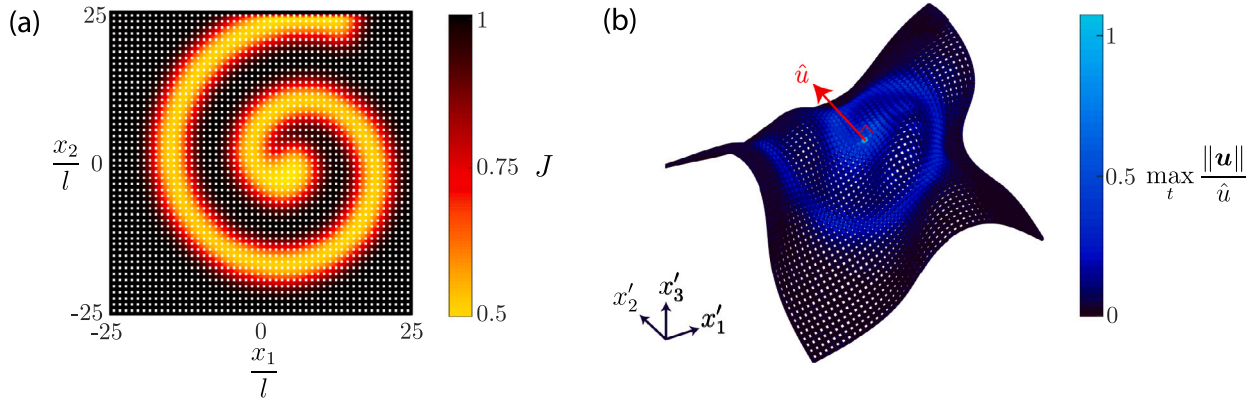 (a)
25
x₂/l
0
-25
-25
0
25
x₁/l
1
0.75
J
0.5
(b)
û
x′₂
x′₃
x′₁
1
0.5
max_t ‖u‖/û
0